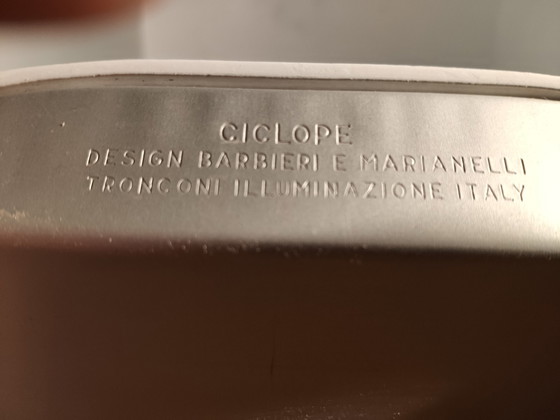 CICLOPE
DESIGN BARBIERI E MARIANELLI
TRONCONI ILLUMINAZIONE ITALY